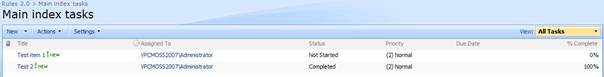 Rules 2.0 > Main index tasks
Main index tasks
New Actions Settings View: All Tasks
Title Assigned To Status Priority Due Date % Complete
Test item 1 ! NEW VPCMOSS2007\Administrator Not Started (2) Normal 0%
Test 2 ! NEW VPCMOSS2007\Administrator Completed (2) Normal 100%